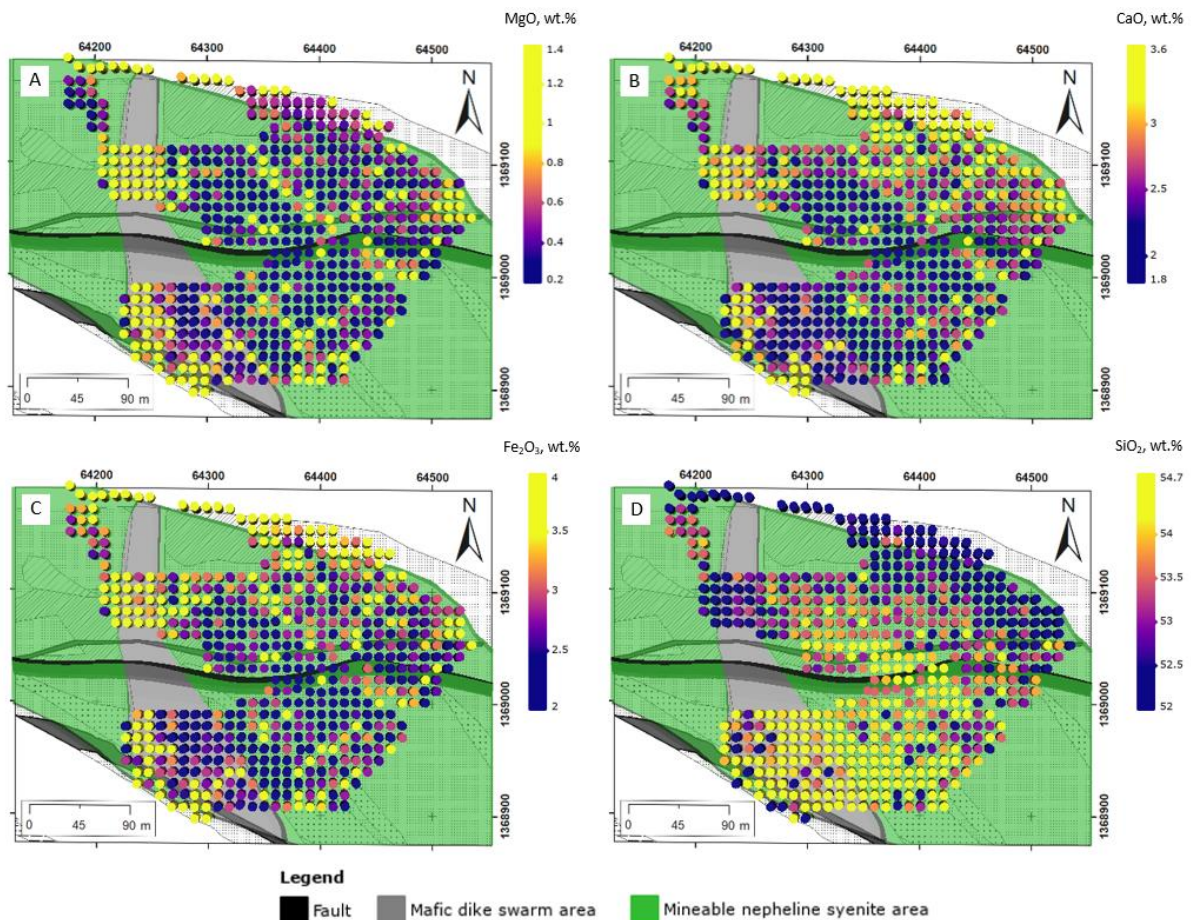 MgO, wt.%
CaO, wt.%
64200 64300 64400 64500
64200 64300 64400 64500
A
N
1.4
1.2
1
0.8
0.6
0.4
0.2
1369100
1369000
1368900
0 45 90 m
B
N
3.6
3
2.5
2
1.8
1369100
1369000
1368900
0 45 90 m
Fe₂O₃, wt.%
SiO₂, wt.%
64200 64300 64400 64500
64200 64300 64400 64500
C
N
4
3.5
3
2.5
2
1369100
1369000
1368900
0 45 90 m
D
N
54.7
54
53.5
53
52.5
52
1369100
1369000
1368900
0 45 90 m
Legend
Fault Mafic dike swarm area Mineable nepheline syenite area